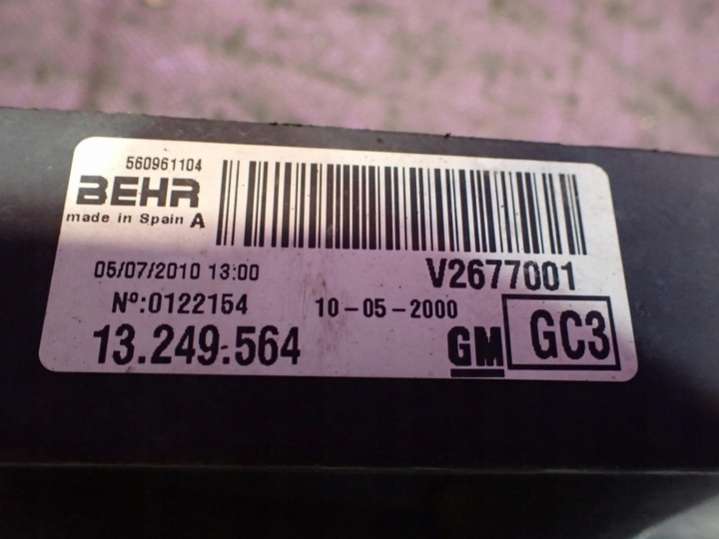 560961104
BEHR
made in Spain A
05/07/2010 13:00
V2677001
Nº:0122154
10-05-2000
13.249.564
GM
GC3